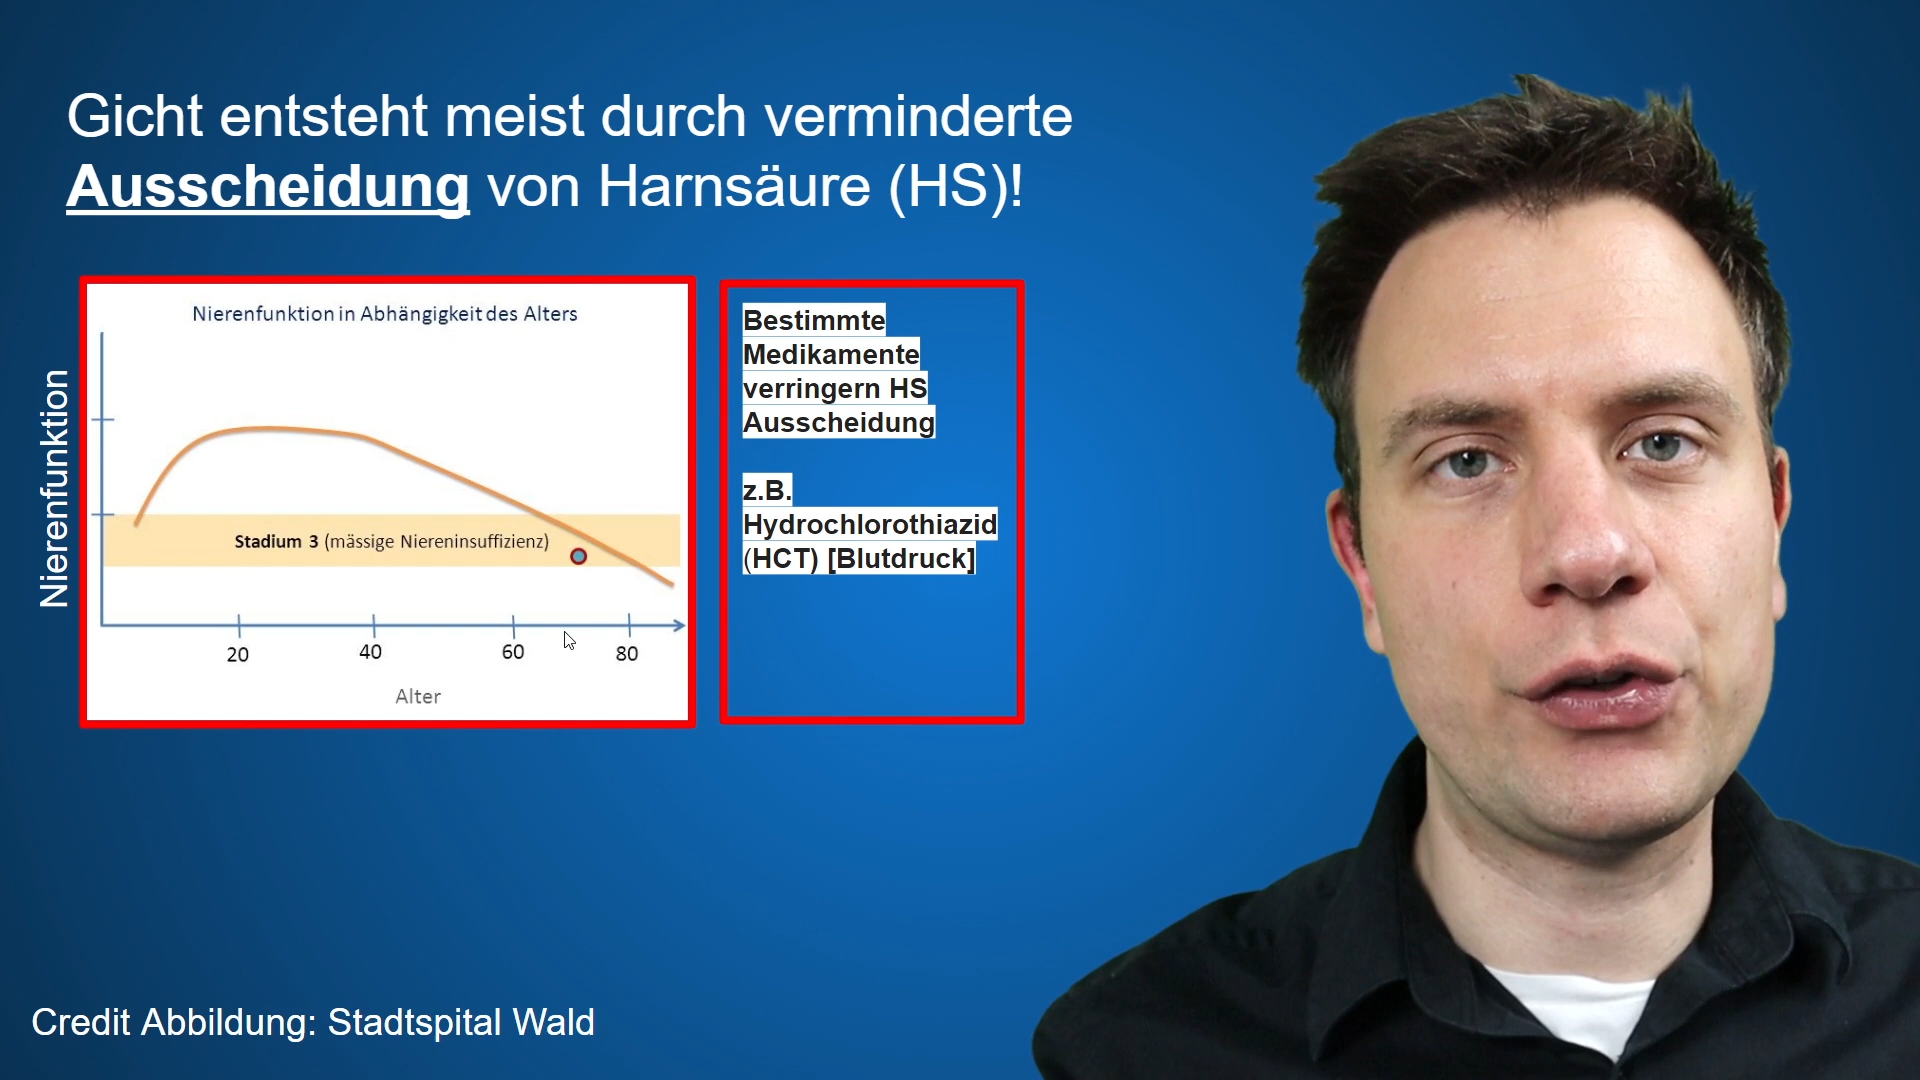 Gicht entsteht meist durch verminderte
Ausscheidung von Harnsäure (HS)!
Nierenfunktion
Nierenfunktion in Abhängigkeit des Alters
Stadium 3 (mässige Niereninsuffizienz)
20 40 60 80
Alter
Bestimmte
Medikamente
verringern HS
Ausscheidung
z.B.
Hydrochlorothiazid
(HCT) [Blutdruck]
Credit Abbildung: Stadtspital Wald